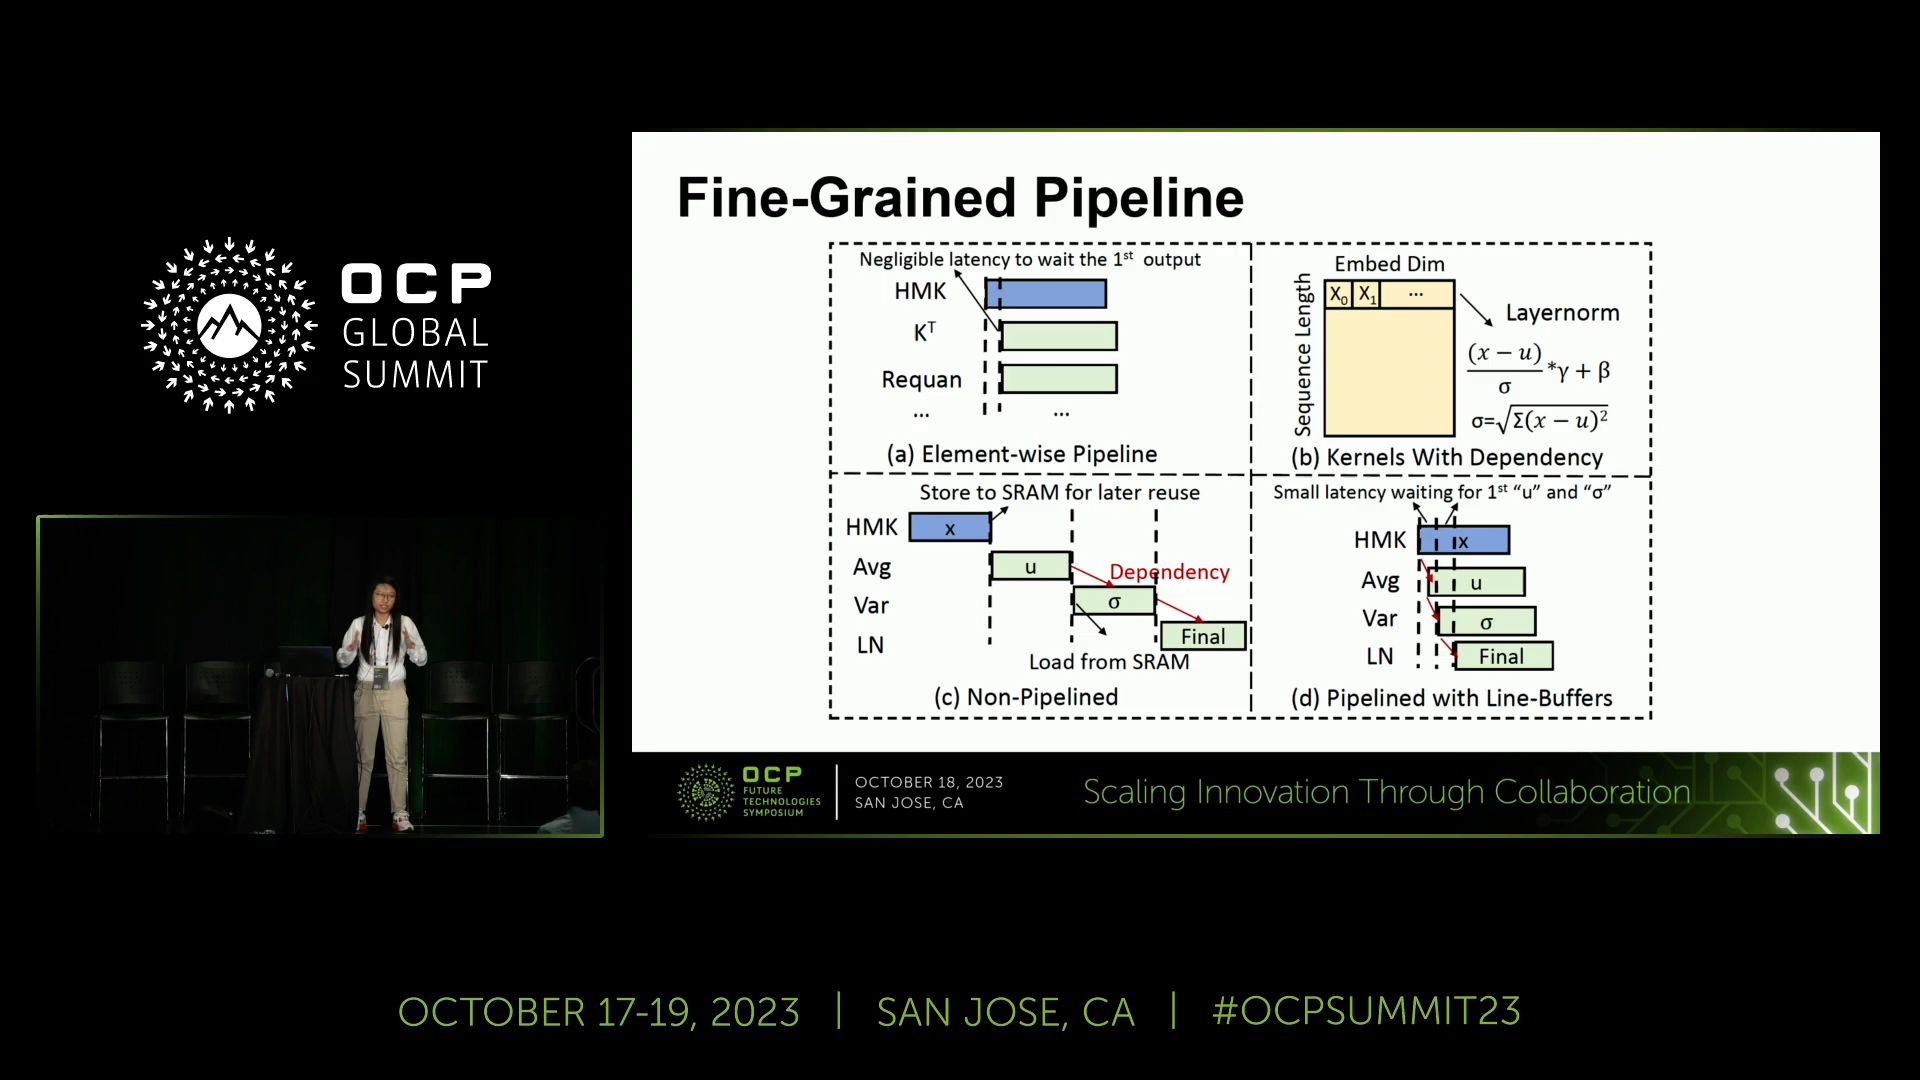 OCP
GLOBAL
SUMMIT
Fine-Grained Pipeline
Negligible latency to wait the 1st output
HMK
Kᵀ
Requan
...
...
(a) Element-wise Pipeline
Embed Dim
Sequence Length
X₀ X₁ ...
Layernorm
(x − u)
σ
*γ + β
σ=√Σ(x − u)²
(b) Kernels With Dependency
Store to SRAM for later reuse
HMK x
Avg u
Dependency
Var σ
LN Final
Load from SRAM
(c) Non-Pipelined
Small latency waiting for 1st “u” and “σ”
HMK x
Avg u
Var σ
LN Final
(d) Pipelined with Line-Buffers
OCP
FUTURE
TECHNOLOGIES
SYMPOSIUM
OCTOBER 18, 2023
SAN JOSE, CA
Scaling Innovation Through Collaboration
OCTOBER 17-19, 2023 | SAN JOSE, CA | #OCPSUMMIT23